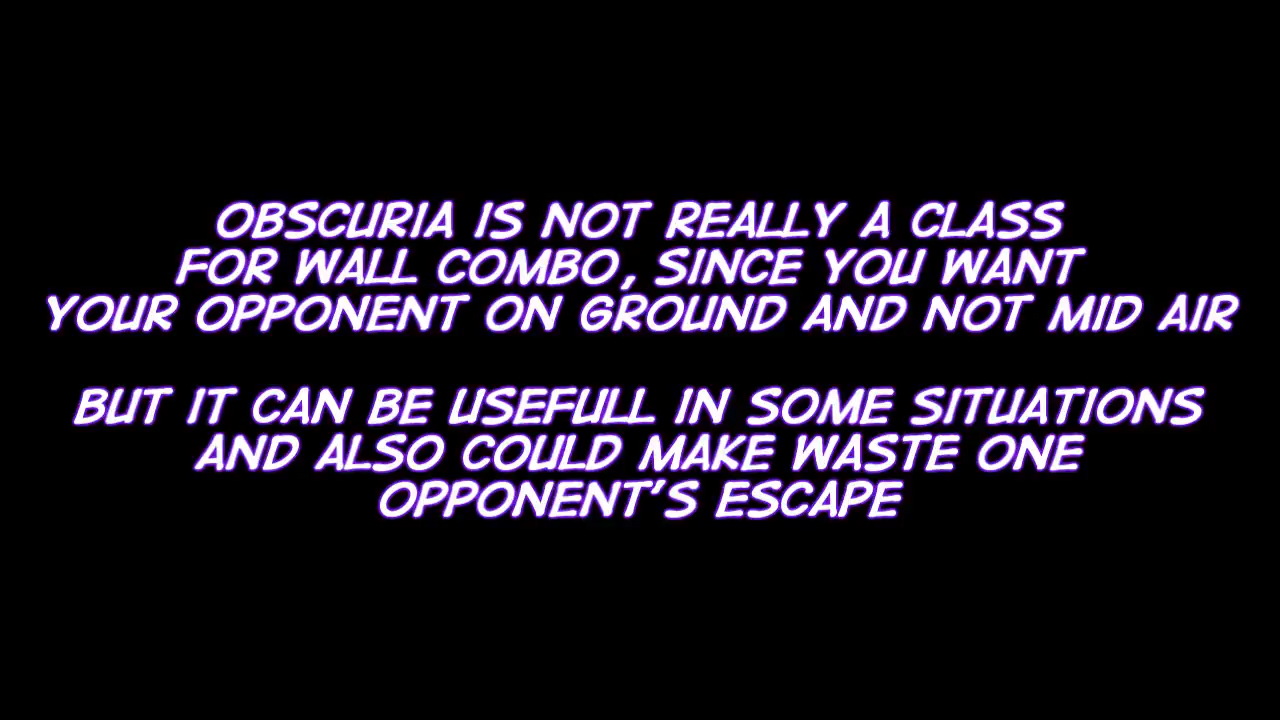 OBSCURIA IS NOT REALLY A CLASS
FOR WALL COMBO, SINCE YOU WANT
YOUR OPPONENT ON GROUND AND NOT MID AIR
BUT IT CAN BE USEFULL IN SOME SITUATIONS
AND ALSO COULD MAKE WASTE ONE
OPPONENT'S ESCAPE